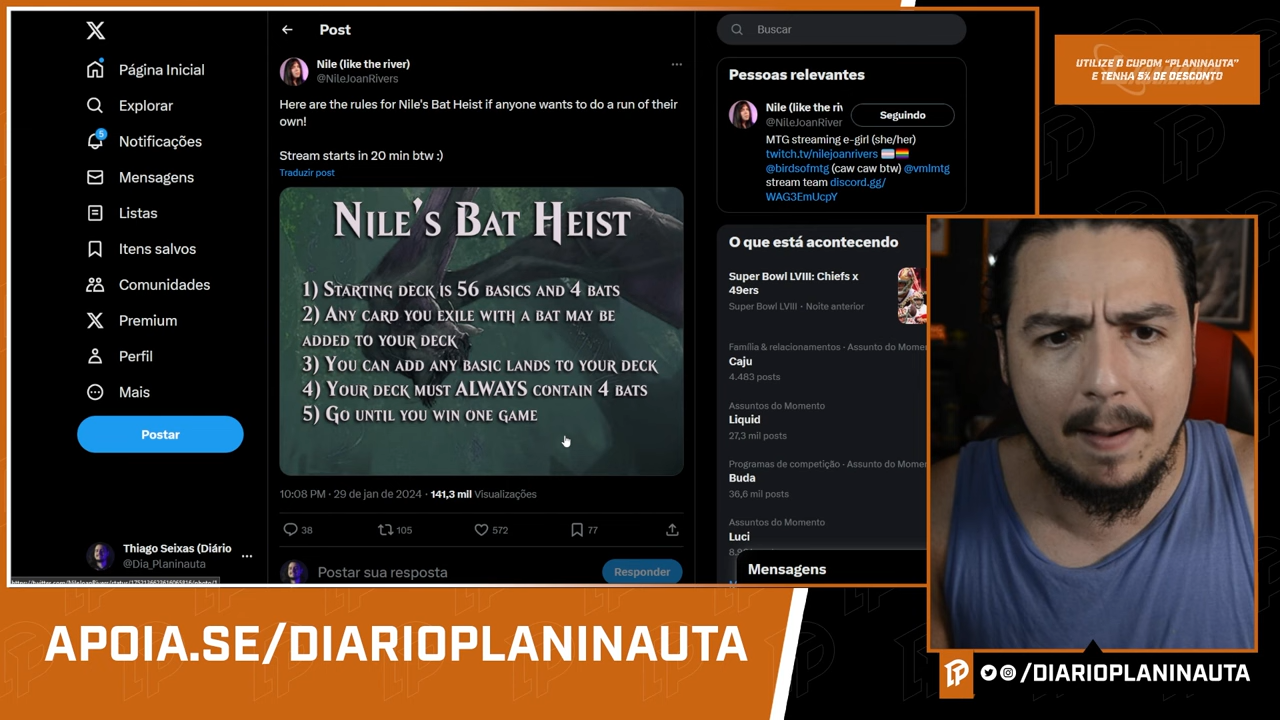 Página Inicial
Explorar
5
Notificações
Mensagens
Listas
Itens salvos
Comunidades
Premium
Perfil
Mais
Postar
Thiago Seixas (Diário
@Dia_Planinauta
Post
Nile (like the river)
@NileJoanRivers
Here are the rules for Nile's Bat Heist if anyone wants to do a run of their
own!
Stream starts in 20 min btw :)
Traduzir post
NILE'S BAT HEIST
1) STARTING DECK IS 56 BASICS AND 4 BATS
2) ANY CARD YOU EXILE WITH A BAT MAY BE
ADDED TO YOUR DECK
3) YOU CAN ADD ANY BASIC LANDS TO YOUR DECK
4) YOUR DECK MUST ALWAYS CONTAIN 4 BATS
5) GO UNTIL YOU WIN ONE GAME
10:08 PM · 29 de jan de 2024 · 141,3 mil Visualizações
38 105 572 77
Postar sua resposta
Responder
Buscar
Pessoas relevantes
Nile (like the riv
@NileJoanRiver
Seguindo
MTG streaming e-girl (she/her)
twitch.tv/nilejoanrivers
@birdsofmtg (caw caw btw) @vmlmtg
stream team discord.gg/
WAG3EmUcpY
O que está acontecendo
Super Bowl LVIII: Chiefs x
49ers
Super Bowl LVIII · Noite anterior
Família & relacionamentos · Assunto do Momen
Caju
4.483 posts
Assuntos do Momento
Liquid
27,3 mil posts
Programas de competição · Assunto do Momen
Buda
36,6 mil posts
Assuntos do Momento
Luci
Mensagens
UTILIZE O CUPOM "PLANINAUTA"
E TENHA 5% DE DESCONTO
APOIA.SE/DIARIOPLANINAUTA
/DIARIOPLANINAUTA